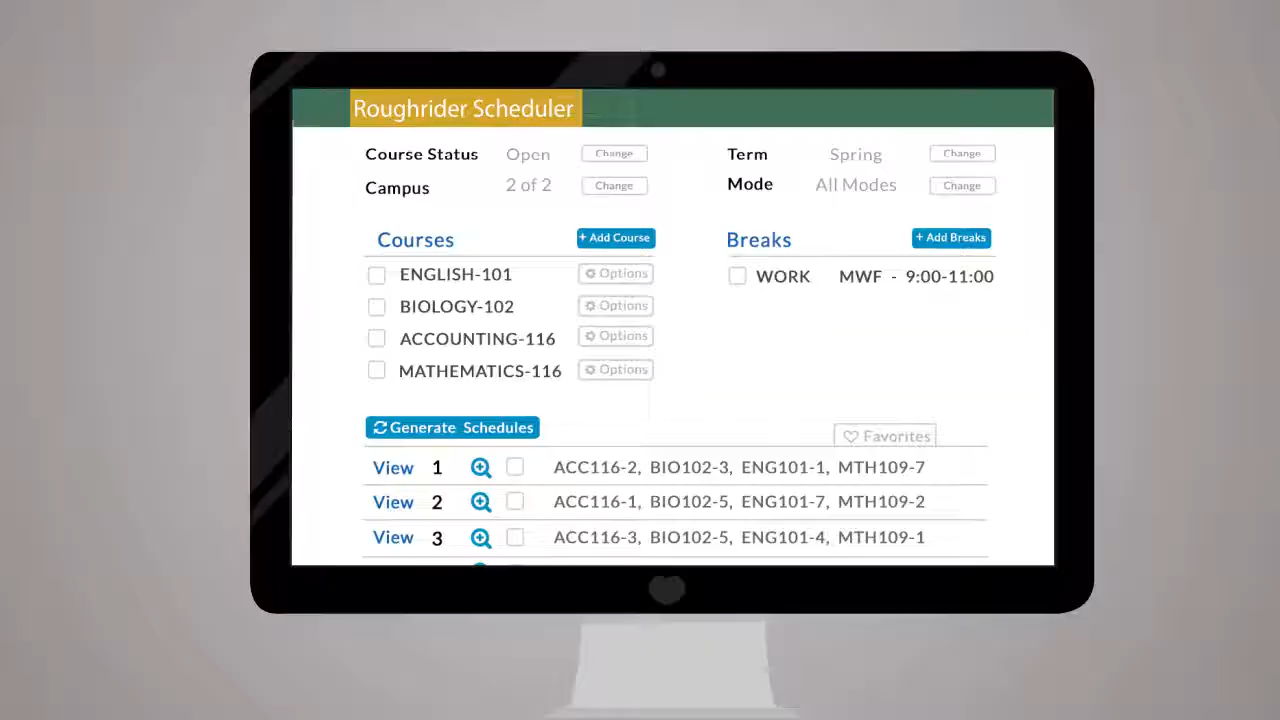 Roughrider Scheduler
Course Status Open Change Term Spring Change
Campus 2 of 2 Change Mode All Modes Change
Courses + Add Course Breaks + Add Breaks
ENGLISH-101 Options WORK MWF - 9:00-11:00
BIOLOGY-102 Options
ACCOUNTING-116 Options
MATHEMATICS-116 Options
Generate Schedules Favorites
View 1 ACC116-2, BIO102-3, ENG101-1, MTH109-7
View 2 ACC116-1, BIO102-5, ENG101-7, MTH109-2
View 3 ACC116-3, BIO102-5, ENG101-4, MTH109-1